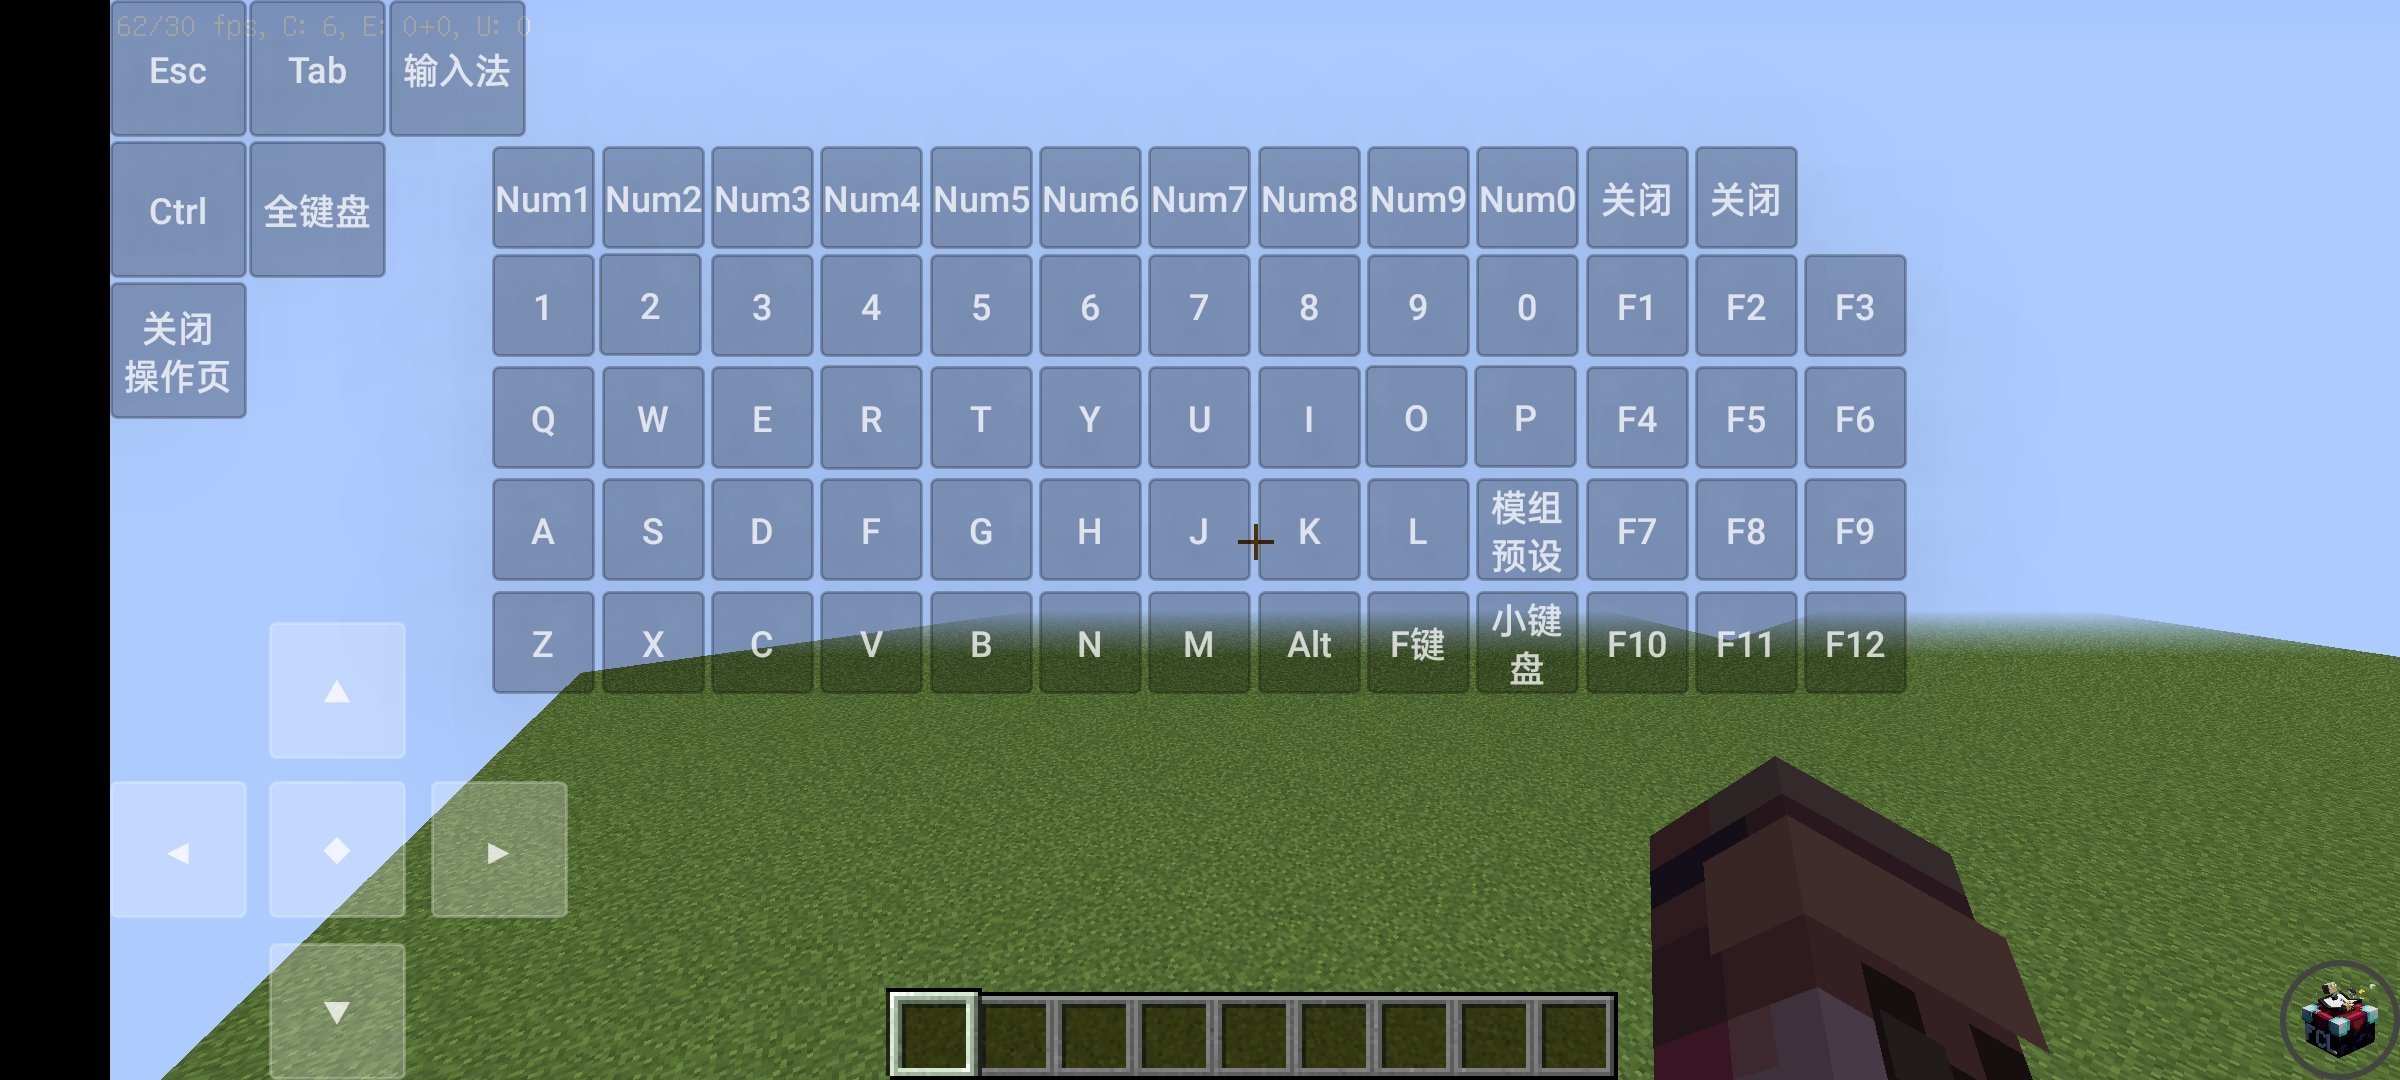 62/30 fps, C: 6, E: 0+0, U: 0
Esc Tab 输入法
Ctrl 全键盘
关闭
操作页
Num1 Num2 Num3 Num4 Num5 Num6 Num7 Num8 Num9 Num0 关闭 关闭
1 2 3 4 5 6 7 8 9 0 F1 F2 F3
Q W E R T Y U I O P F4 F5 F6
A S D F G H J K L 模组 F7 F8 F9
预设
Z X C V B N M Alt F键 小键 F10 F11 F12
盘
FCL